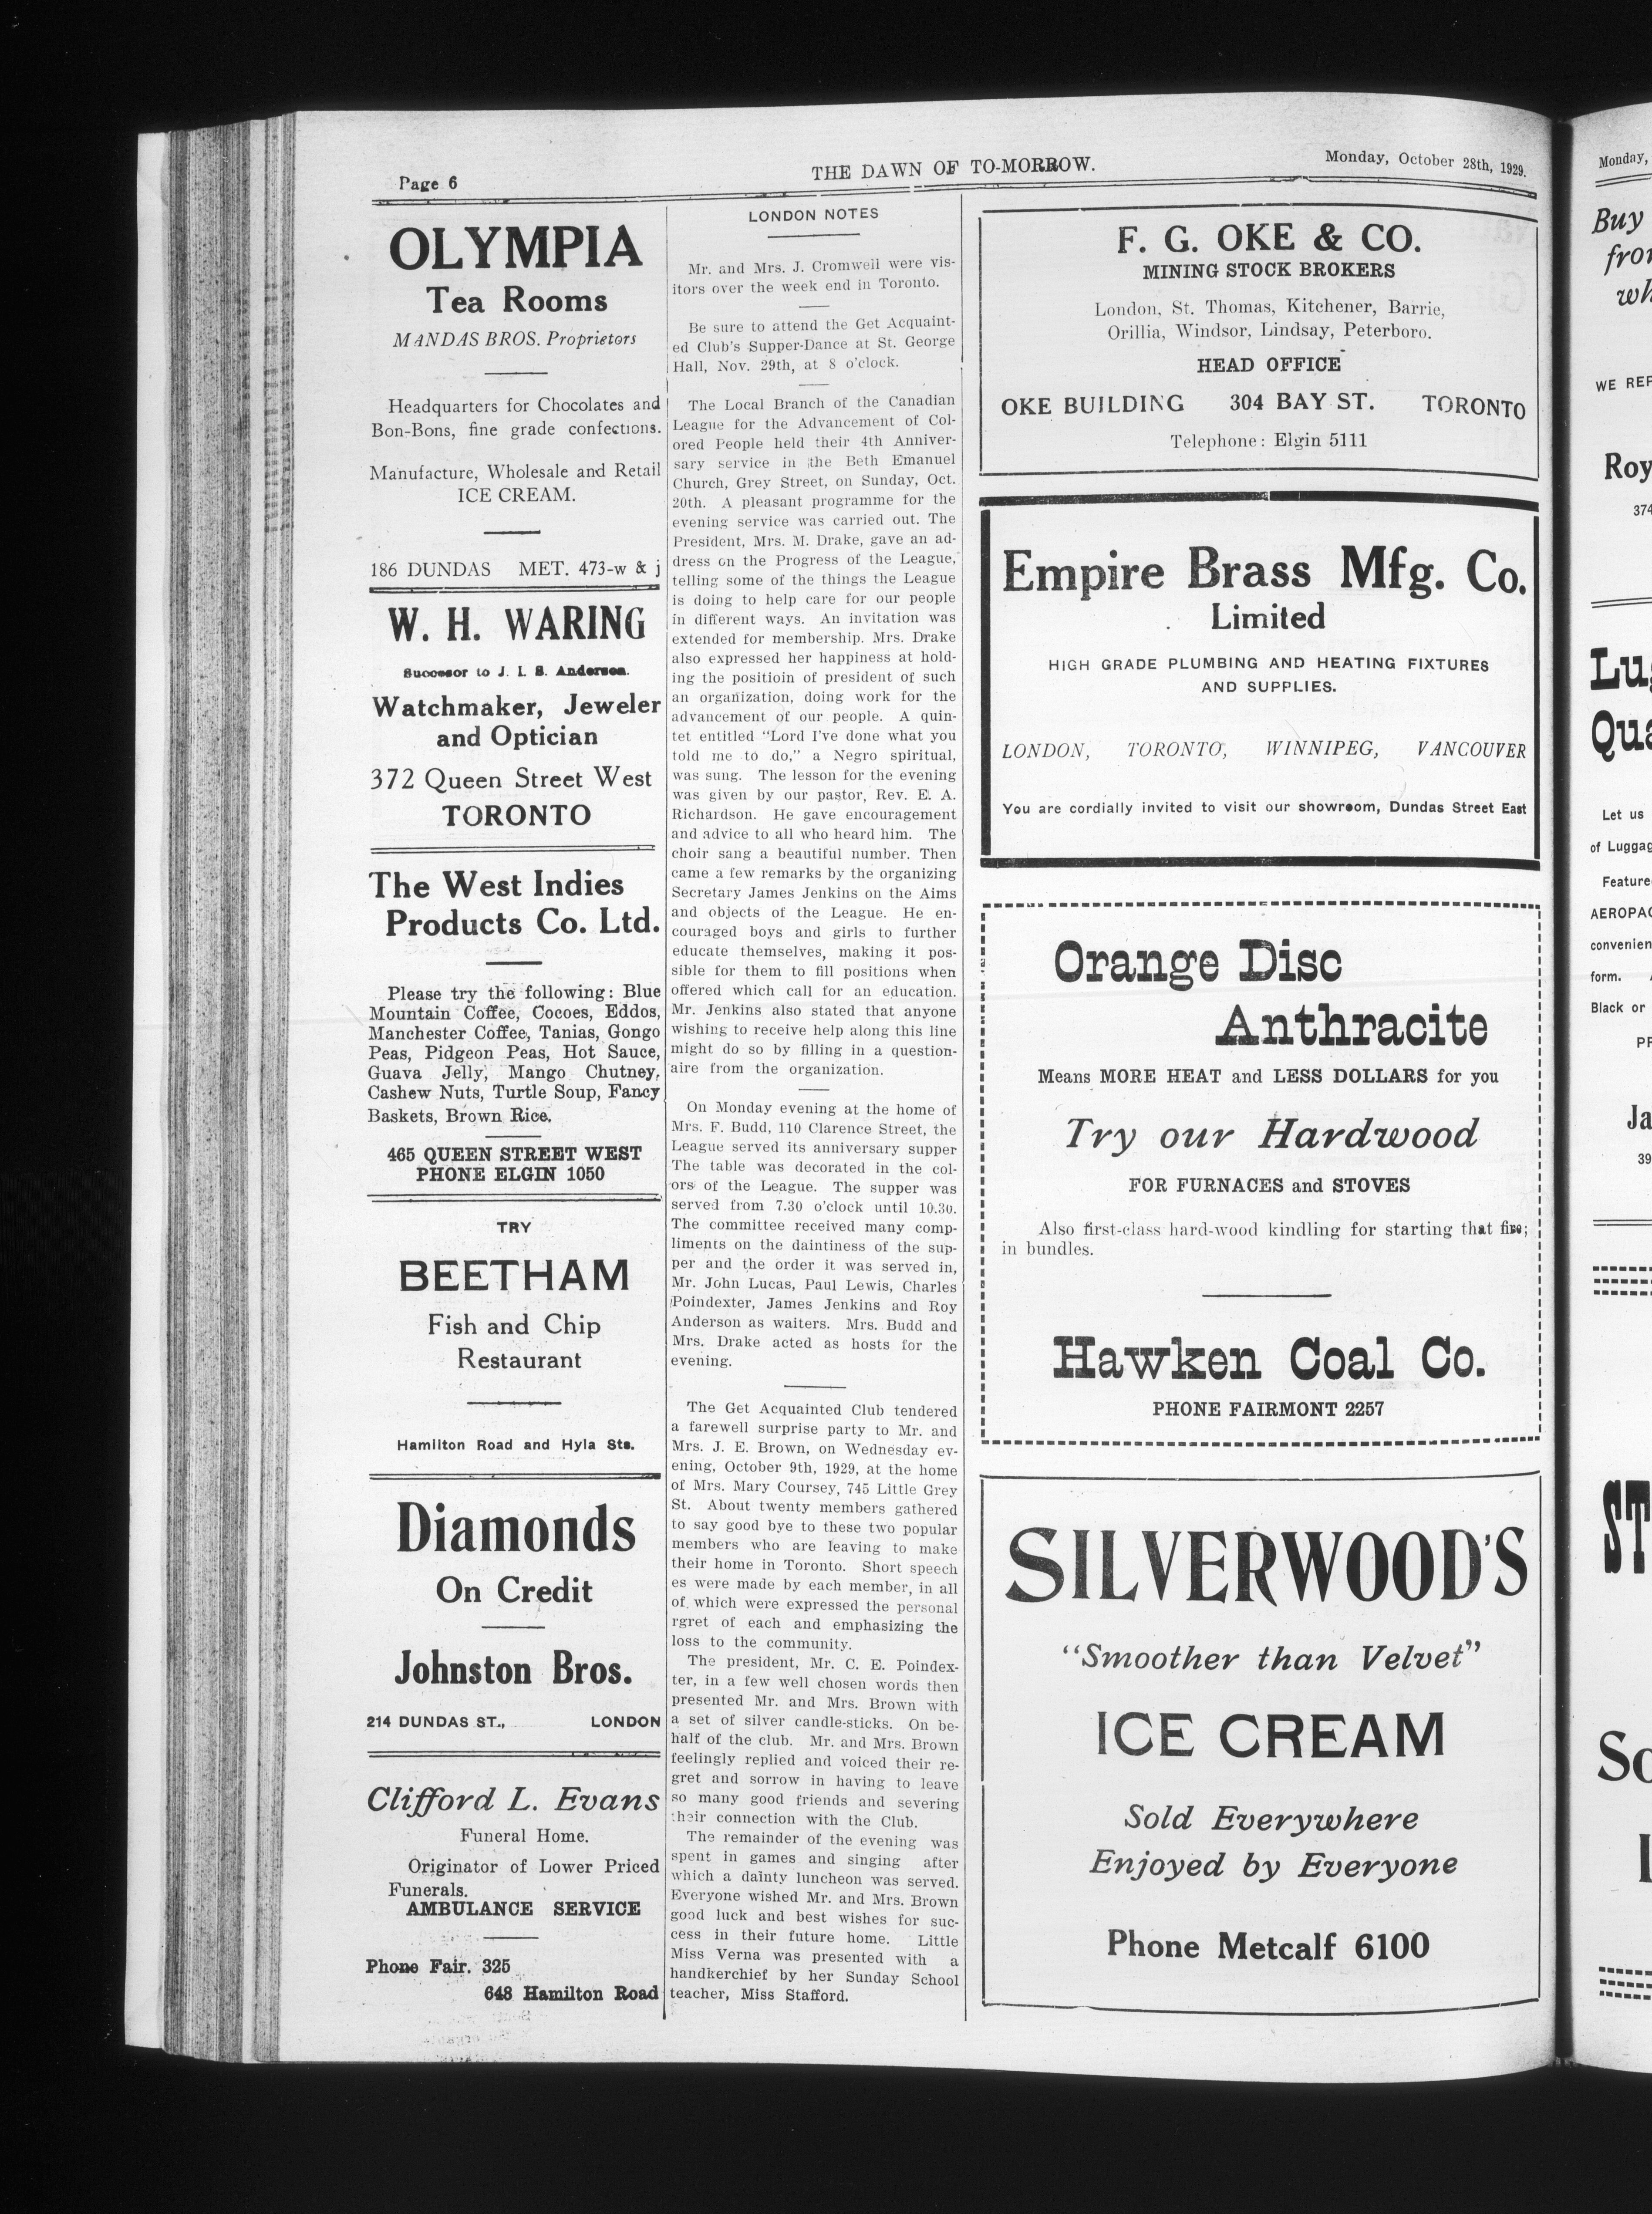 Page 6
THE DAWN OF TO-MORROW.
Monday, October 28th, 1929.
OLYMPIA
Tea Rooms
MANDAS BROS. Proprietors
Headquarters for Chocolates and
Bon-Bons, fine grade confections.
Manufacture, Wholesale and Retail
ICE CREAM.
186 DUNDAS MET. 473-w & j
W. H. WARING
Successor to J. I. S. Anderson.
Watchmaker, Jeweler
and Optician
372 Queen Street West
TORONTO
The West Indies
Products Co. Ltd.
Please try the following: Blue
Mountain Coffee, Cocoes, Eddos,
Manchester Coffee, Tanias, Gongo
Peas, Pidgeon Peas, Hot Sauce,
Guava Jelly, Mango Chutney,
Cashew Nuts, Turtle Soup, Fancy
Baskets, Brown Rice.
465 QUEEN STREET WEST
PHONE ELGIN 1050
TRY
BEETHAM
Fish and Chip
Restaurant
Hamilton Road and Hyla Sts.
Diamonds
On Credit
Johnston Bros.
214 DUNDAS ST., LONDON
Clifford L. Evans
Funeral Home.
Originator of Lower Priced
Funerals.
AMBULANCE SERVICE
Phone Fair. 325
648 Hamilton Road
LONDON NOTES
Mr. and Mrs. J. Cromwell were vis-
itors over the week end in Toronto.
Be sure to attend the Get Acquaint-
ed Club's Supper-Dance at St. George
Hall, Nov. 29th, at 8 o'clock.
The Local Branch of the Canadian
League for the Advancement of Col-
ored People held their 4th Anniver-
sary service in the Beth Emanuel
Church, Grey Street, on Sunday, Oct.
20th. A pleasant programme for the
evening service was carried out. The
President, Mrs. M. Drake, gave an ad-
dress on the Progress of the League,
telling some of the things the League
is doing to help care for our people
in different ways. An invitation was
extended for membership. Mrs. Drake
also expressed her happiness at hold-
ing the positioin of president of such
an organization, doing work for the
advancement of our people. A quin-
tet entitled "Lord I've done what you
told me to do," a Negro spiritual,
was sung. The lesson for the evening
was given by our pastor, Rev. E. A.
Richardson. He gave encouragement
and advice to all who heard him. The
choir sang a beautiful number. Then
came a few remarks by the organizing
Secretary James Jenkins on the Aims
and objects of the League. He en-
couraged boys and girls to further
educate themselves, making it pos-
sible for them to fill positions when
offered which call for an education.
Mr. Jenkins also stated that anyone
wishing to receive help along this line
might do so by filling in a question-
aire from the organization.
On Monday evening at the home of
Mrs. F. Budd, 110 Clarence Street, the
League served its anniversary supper
The table was decorated in the col-
ors of the League. The supper was
served from 7.30 o'clock until 10.30.
The committee received many comp-
liments on the daintiness of the sup-
per and the order it was served in,
Mr. John Lucas, Paul Lewis, Charles
Poindexter, James Jenkins and Roy
Anderson as waiters. Mrs. Budd and
Mrs. Drake acted as hosts for the
evening.
The Get Acquainted Club tendered
a farewell surprise party to Mr. and
Mrs. J. E. Brown, on Wednesday ev-
ening, October 9th, 1929, at the home
of Mrs. Mary Coursey, 745 Little Grey
St. About twenty members gathered
to say good bye to these two popular
members who are leaving to make
their home in Toronto. Short speech
es were made by each member, in all
of which were expressed the personal
rgret of each and emphasizing the
loss to the community.
The president, Mr. C. E. Poindex-
ter, in a few well chosen words then
presented Mr. and Mrs. Brown with
a set of silver candle-sticks. On be-
half of the club. Mr. and Mrs. Brown
feelingly replied and voiced their re-
gret and sorrow in having to leave
so many good friends and severing
their connection with the Club.
The remainder of the evening was
spent in games and singing after
which a dainty luncheon was served.
Everyone wished Mr. and Mrs. Brown
good luck and best wishes for suc-
cess in their future home. Little
Miss Verna was presented with a
handkerchief by her Sunday School
teacher, Miss Stafford.
F. G. OKE & CO.
MINING STOCK BROKERS
London, St. Thomas, Kitchener, Barrie,
Orillia, Windsor, Lindsay, Peterboro.
HEAD OFFICE
OKE BUILDING 304 BAY ST. TORONTO
Telephone: Elgin 5111
Empire Brass Mfg. Co.
Limited
HIGH GRADE PLUMBING AND HEATING FIXTURES
AND SUPPLIES.
LONDON, TORONTO, WINNIPEG, VANCOUVER
You are cordially invited to visit our showroom, Dundas Street East
Orange Disc
Anthracite
Means MORE HEAT and LESS DOLLARS for you
Try our Hardwood
FOR FURNACES and STOVES
Also first-class hard-wood kindling for starting that fire;
in bundles.
Hawken Coal Co.
PHONE FAIRMONT 2257
SILVERWOOD'S
"Smoother than Velvet"
ICE CREAM
Sold Everywhere
Enjoyed by Everyone
Phone Metcalf 6100
Monday,
Buy
WE REP
Roy
374
Let us
of Luggag
Feature
AEROPAC
convenien
form.
Black or
39